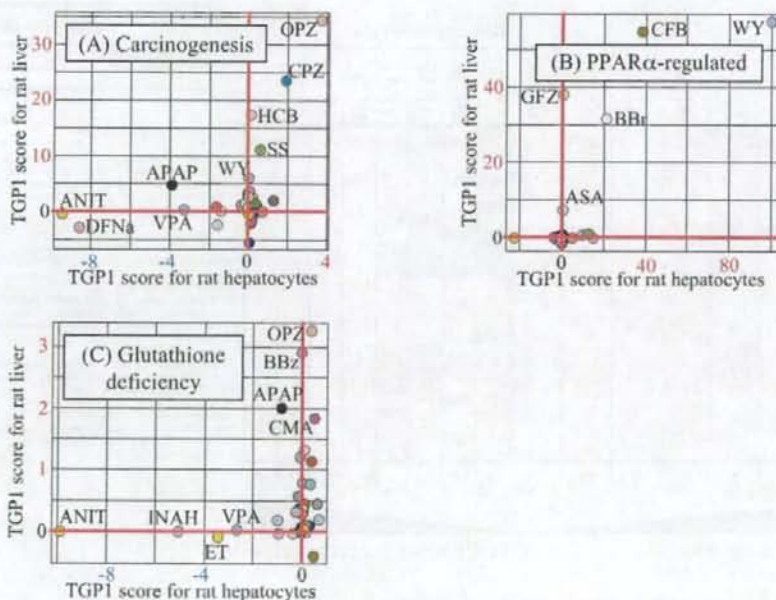 (A) Carcinogenesis
TGP1 score for rat liver
30
20
10
0
OPZ
CPZ
HCB
SS
WY
APAP
ANIT
DFNa
VPA
-8
-4
0
4
TGP1 score for rat hepatocytes
(B) PPARα-regulated
TGP1 score for rat liver
40
20
0
CFB
WY
GFZ
BBr
ASA
0
40
80
TGP1 score for rat hepatocytes
(C) Glutathione
deficiency
TGP1 score for rat liver
3
2
1
0
OPZ
BBz
APAP
CMA
ANIT
INAH
VPA
ET
-8
-4
0
TGP1 score for rat hepatocytes